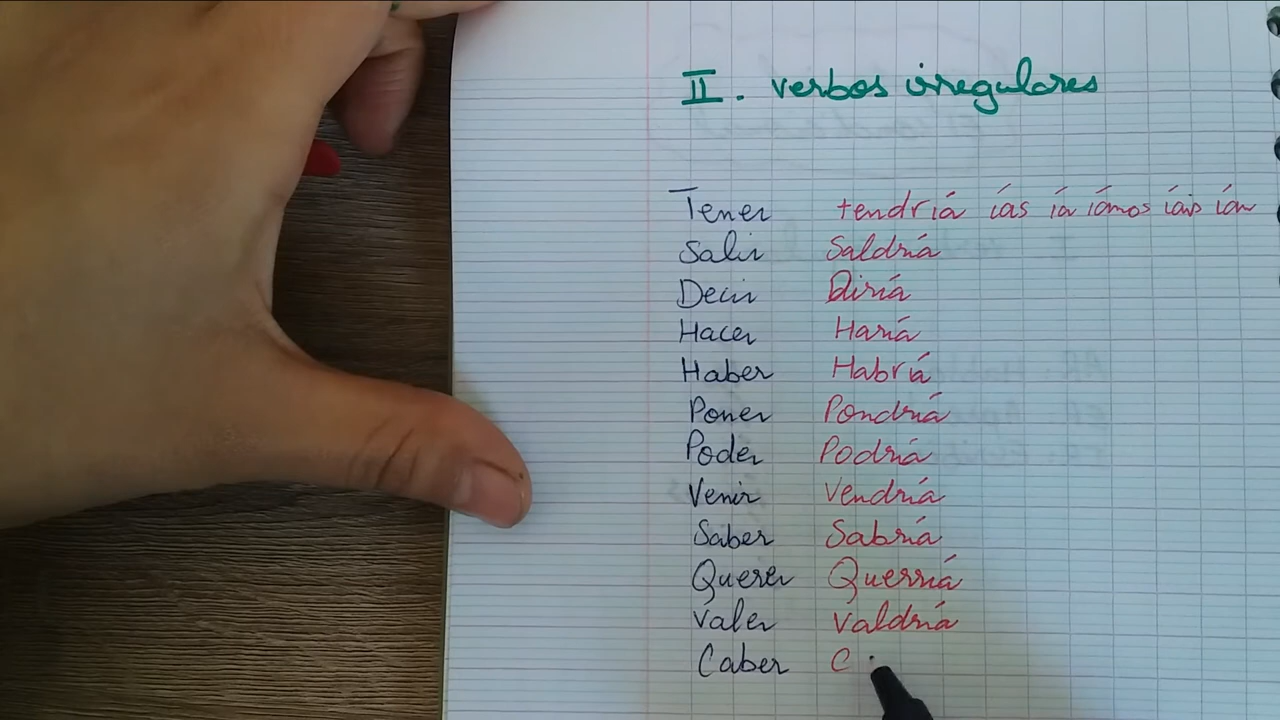 II. verbos irregulares
Tener tendría ías ía íamos íais ían
Salir Saldría
Decir Diría
Hacer Haría
Haber Habría
Poner Pondría
Poder Podría
Venir Vendría
Saber Sabría
Querer Querría
Valer Valdría
Caber C